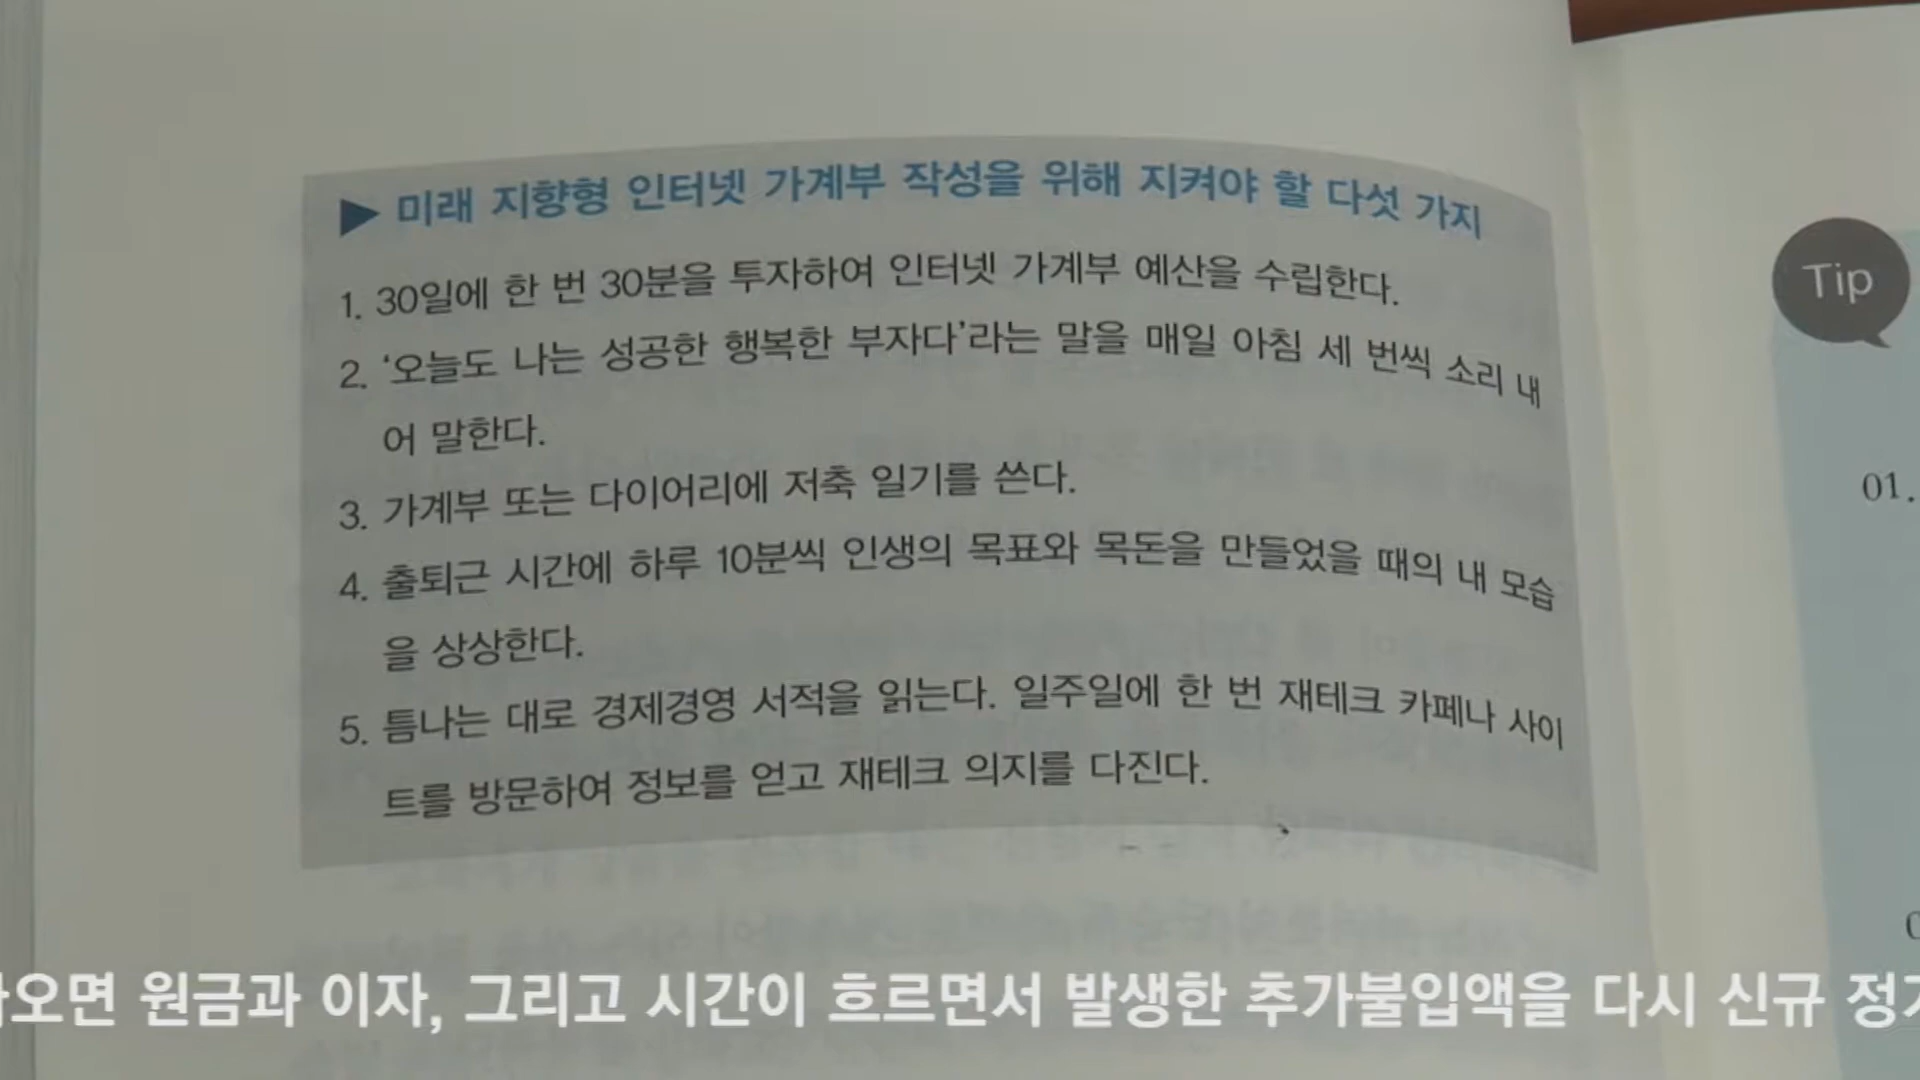 ▶ 미래 지향형 인터넷 가계부 작성을 위해 지켜야 할 다섯 가지
1. 30일에 한 번 30분을 투자하여 인터넷 가계부 예산을 수립한다.
2. ‘오늘도 나는 성공한 행복한 부자다’라는 말을 매일 아침 세 번씩 소리 내
어 말한다.
3. 가계부 또는 다이어리에 저축 일기를 쓴다.
4. 출퇴근 시간에 하루 10분씩 인생의 목표와 목돈을 만들었을 때의 내 모습
을 상상한다.
5. 틈나는 대로 경제경영 서적을 읽는다. 일주일에 한 번 재테크 카페나 사이
트를 방문하여 정보를 얻고 재테크 의지를 다진다.
Tip
01.
오면 원금과 이자, 그리고 시간이 흐르면서 발생한 추가불입액을 다시 신규